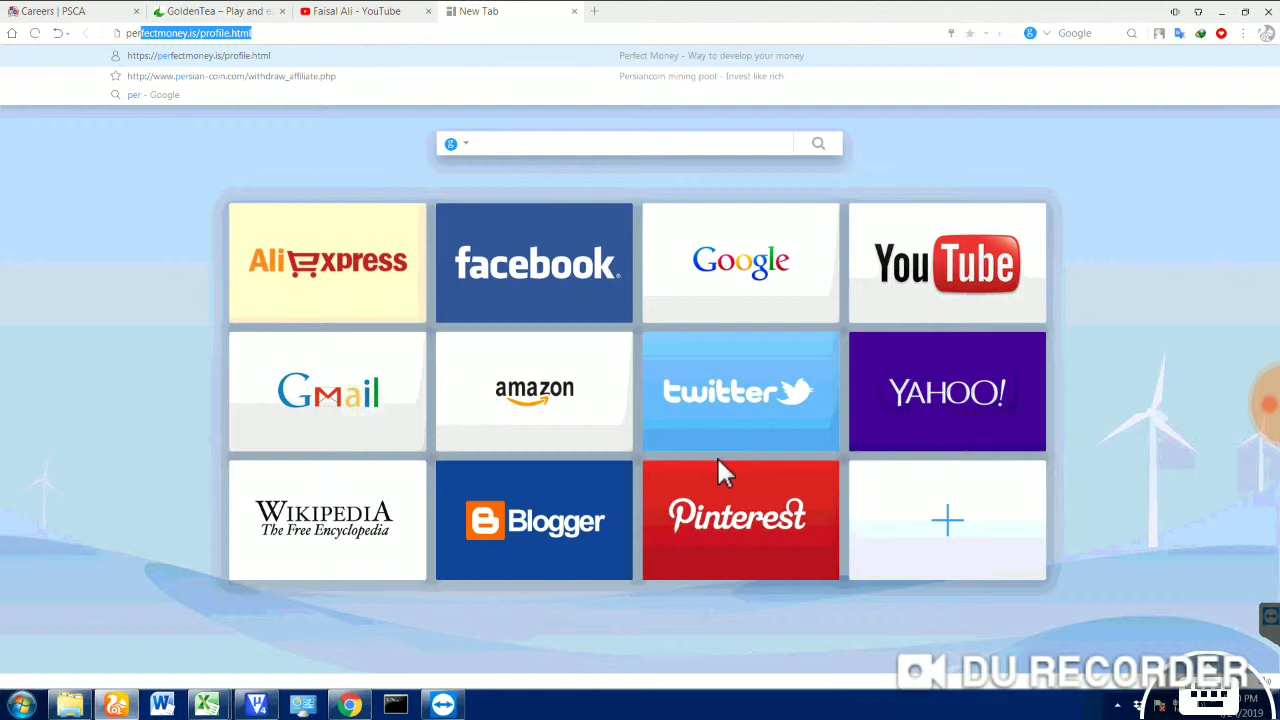 Careers | PSCA
GoldenTea – Play and e
Faisal Ali - YouTube
New Tab
perfectmoney.is/profile.html
Google
https://perfectmoney.is/profile.html
Perfect Money - Way to develop your money
http://www.persian-coin.com/withdraw_affiliate.php
Persiancoin mining pool - Invest like rich
per - Google
g
AliExpress
facebook
Google
YouTube
Gmail
amazon
twitter
YAHOO!
WIKIPEDIA
The Free Encyclopedia
Blogger
Pinterest
DU RECORDER